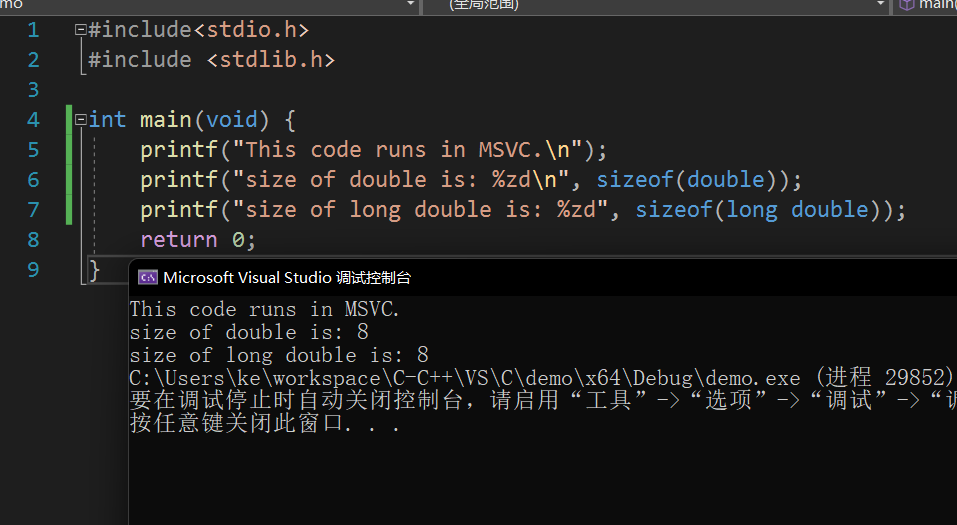 mo (全局范围) main(
1 #include<stdio.h>
2 #include <stdlib.h>
3
4 int main(void) {
5 printf("This code runs in MSVC.\n");
6 printf("size of double is: %zd\n", sizeof(double));
7 printf("size of long double is: %zd", sizeof(long double));
8 return 0;
9 }
C:\ Microsoft Visual Studio 调试控制台
This code runs in MSVC.
size of double is: 8
size of long double is: 8
C:\Users\ke\workspace\C-C++\VS\C\demo\x64\Debug\demo.exe (进程 29852)
要在调试停止时自动关闭控制台，请启用“工具”->“选项”->“调试”->“调
按任意键关闭此窗口. . .